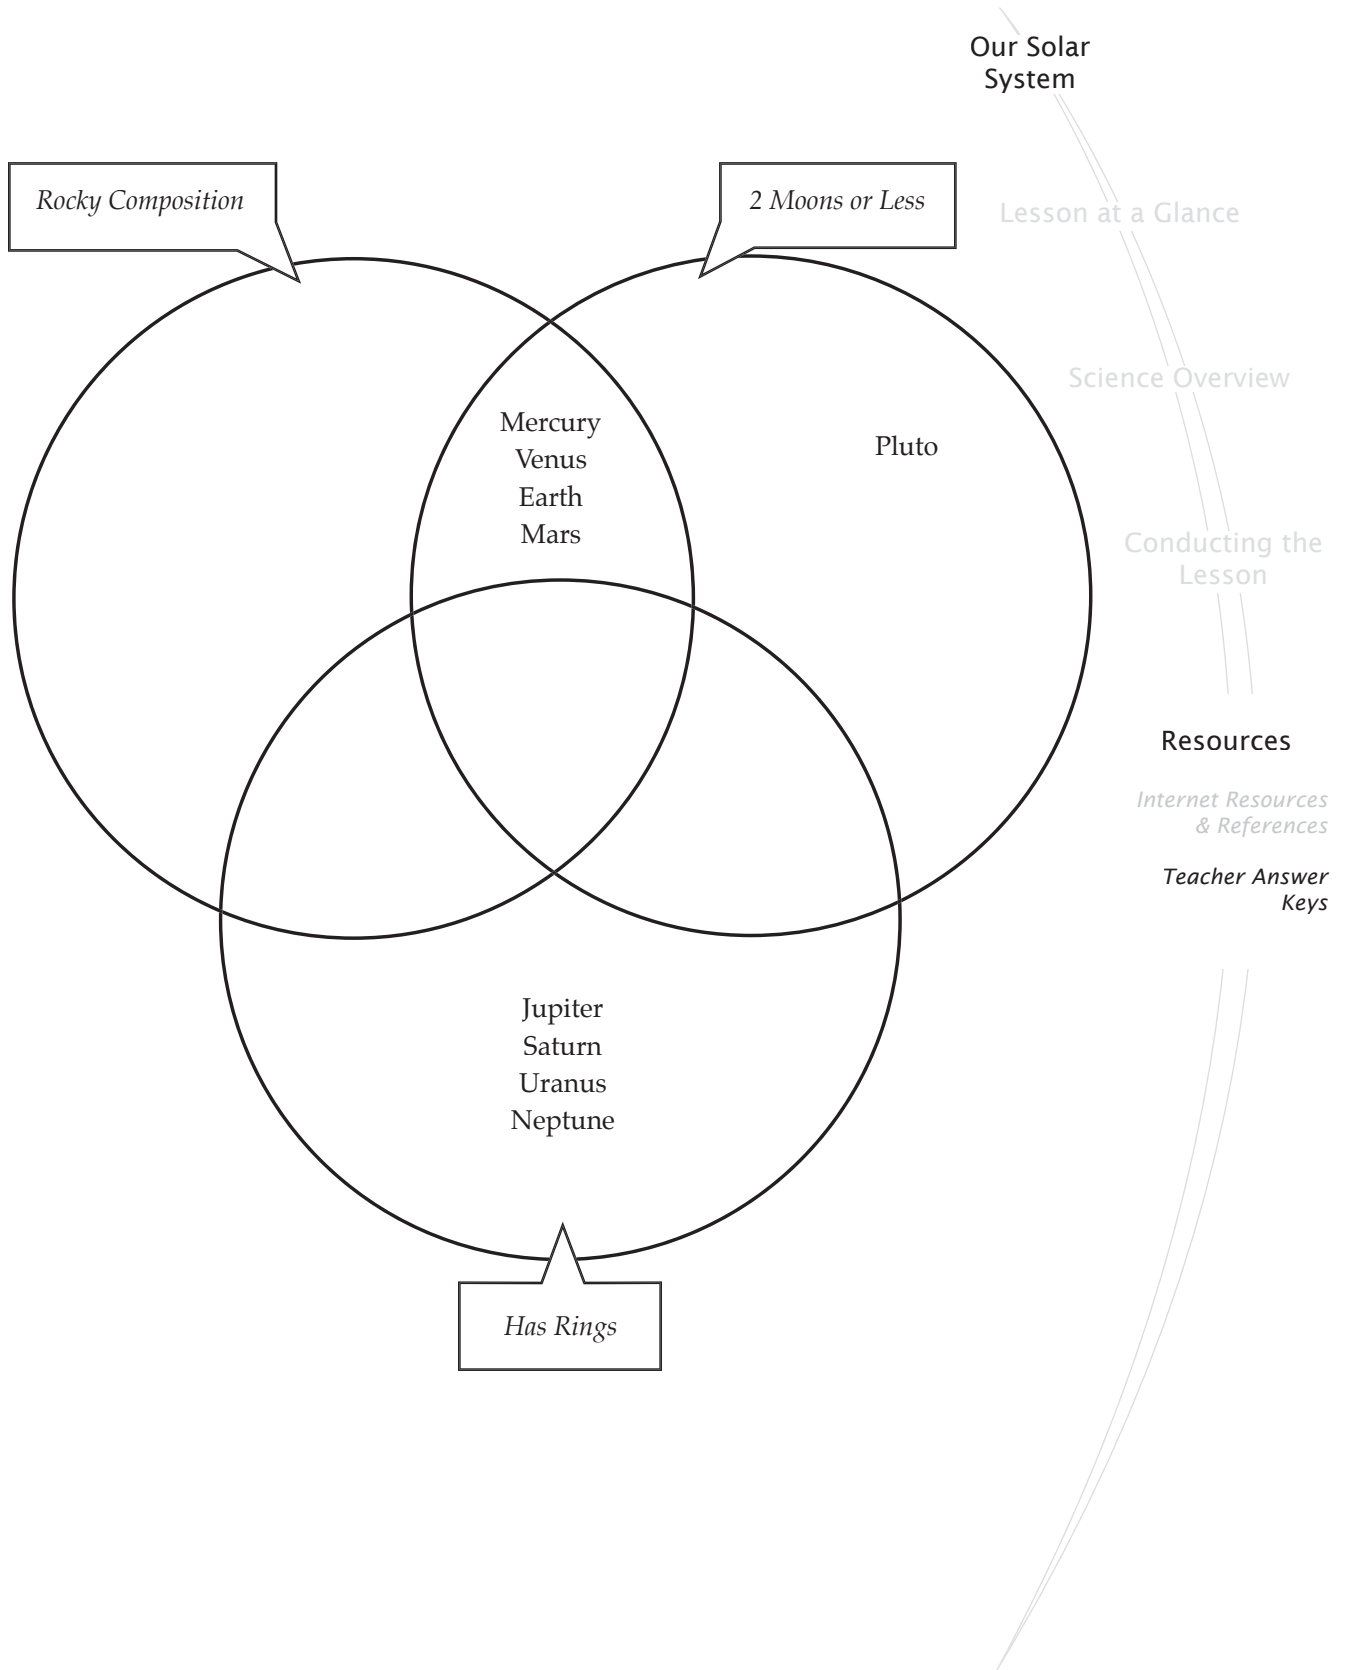 Our Solar
System
Rocky Composition
2 Moons or Less
Lesson at a Glance
Science Overview
Mercury
Venus
Earth
Mars
Pluto
Conducting the
Lesson
Resources
Internet Resources
& References
Teacher Answer
Keys
Jupiter
Saturn
Uranus
Neptune
Has Rings